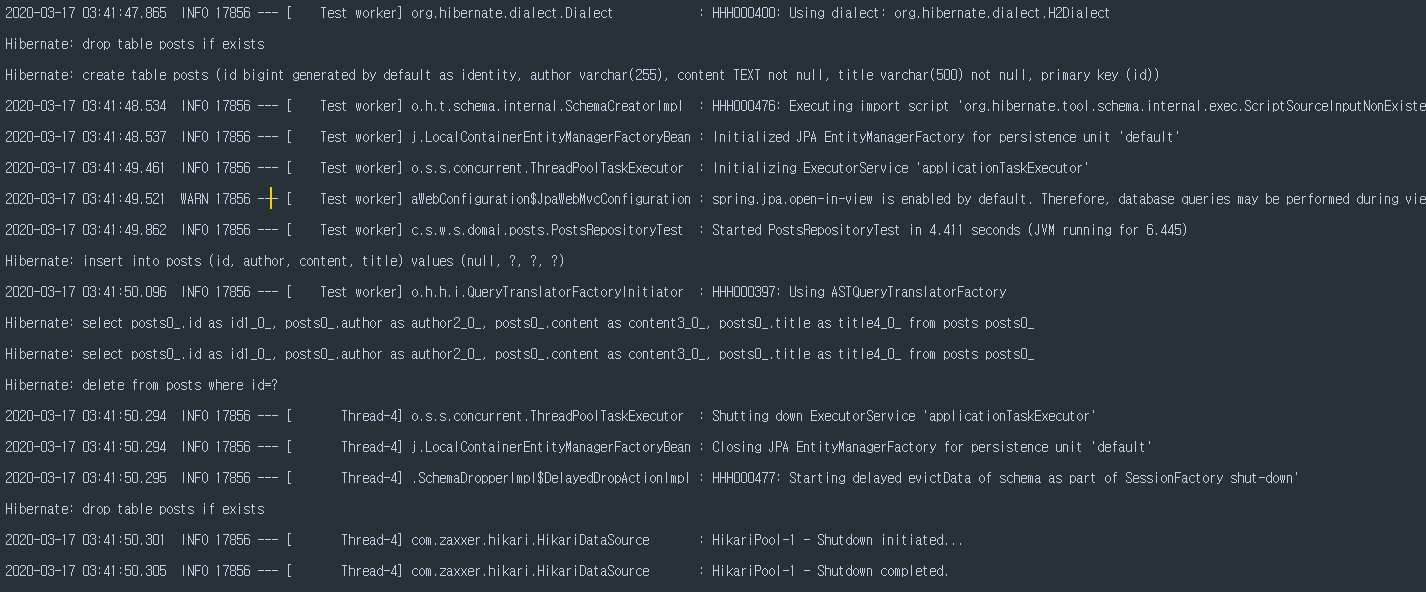 2020-03-17 03:41:47.865  INFO 17856 --- [    Test worker] org.hibernate.dialect.Dialect            : HHH000400: Using dialect: org.hibernate.dialect.H2Dialect
Hibernate: drop table posts if exists
Hibernate: create table posts (id bigint generated by default as identity, author varchar(255), content TEXT not null, title varchar(500) not null, primary key (id))
2020-03-17 03:41:48.534  INFO 17856 --- [    Test worker] o.h.t.schema.internal.SchemaCreatorImpl  : HHH000476: Executing import script 'org.hibernate.tool.schema.internal.exec.ScriptSourceInputNonExiste
2020-03-17 03:41:48.537  INFO 17856 --- [    Test worker] j.LocalContainerEntityManagerFactoryBean : Initialized JPA EntityManagerFactory for persistence unit 'default'
2020-03-17 03:41:49.461  INFO 17856 --- [    Test worker] o.s.s.concurrent.ThreadPoolTaskExecutor  : Initializing ExecutorService 'applicationTaskExecutor'
2020-03-17 03:41:49.521  WARN 17856 --- [    Test worker] aWebConfiguration$JpaWebMvcConfiguration : spring.jpa.open-in-view is enabled by default. Therefore, database queries may be performed during vie
2020-03-17 03:41:49.862  INFO 17856 --- [    Test worker] c.s.w.s.domai.posts.PostsRepositoryTest  : Started PostsRepositoryTest in 4.411 seconds (JVM running for 6.445)
Hibernate: insert into posts (id, author, content, title) values (null, ?, ?, ?)
2020-03-17 03:41:50.096  INFO 17856 --- [    Test worker] o.h.h.i.QueryTranslatorFactoryInitiator  : HHH000397: Using ASTQueryTranslatorFactory
Hibernate: select posts0_.id as id1_0_, posts0_.author as author2_0_, posts0_.content as content3_0_, posts0_.title as title4_0_ from posts posts0_
Hibernate: select posts0_.id as id1_0_, posts0_.author as author2_0_, posts0_.content as content3_0_, posts0_.title as title4_0_ from posts posts0_
Hibernate: delete from posts where id=?
2020-03-17 03:41:50.294  INFO 17856 --- [       Thread-4] o.s.s.concurrent.ThreadPoolTaskExecutor  : Shutting down ExecutorService 'applicationTaskExecutor'
2020-03-17 03:41:50.294  INFO 17856 --- [       Thread-4] j.LocalContainerEntityManagerFactoryBean : Closing JPA EntityManagerFactory for persistence unit 'default'
2020-03-17 03:41:50.295  INFO 17856 --- [       Thread-4] .SchemaDropperImpl$DelayedDropActionImpl : HHH000477: Starting delayed evictData of schema as part of SessionFactory shut-down'
Hibernate: drop table posts if exists
2020-03-17 03:41:50.301  INFO 17856 --- [       Thread-4] com.zaxxer.hikari.HikariDataSource       : HikariPool-1 - Shutdown initiated...
2020-03-17 03:41:50.305  INFO 17856 --- [       Thread-4] com.zaxxer.hikari.HikariDataSource       : HikariPool-1 - Shutdown completed.